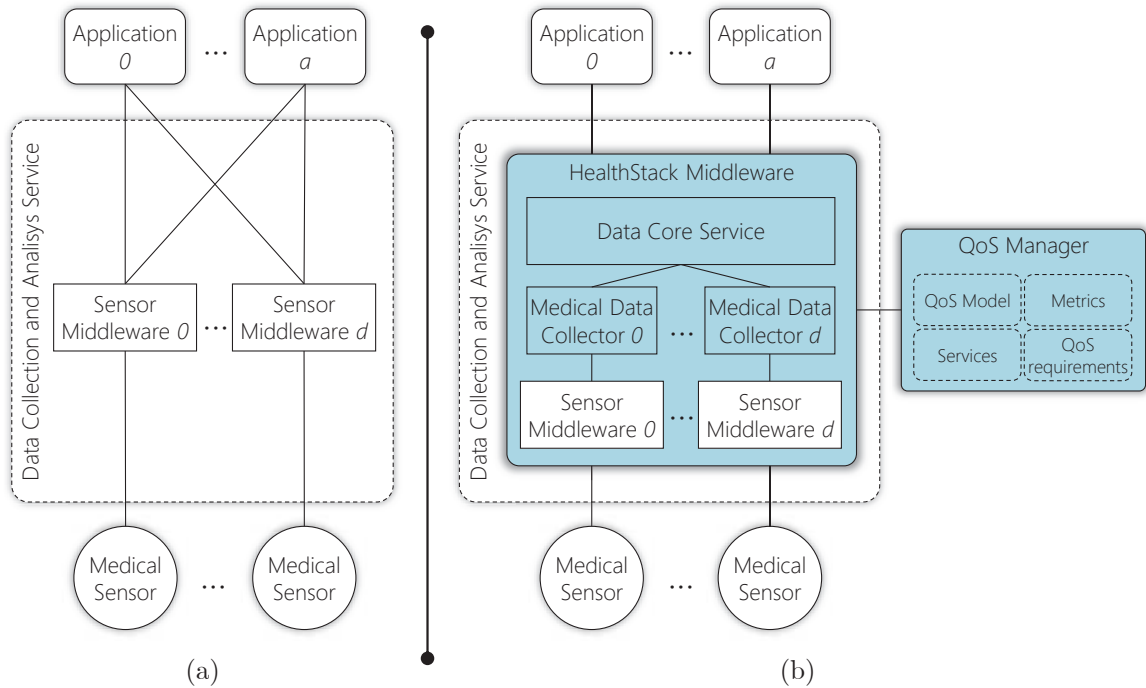 Application
0
...
Application
a
Data Collection and Analisys Service
Sensor
Middleware 0
...
Sensor
Middleware d
Medical
Sensor
...
Medical
Sensor
(a)
Application
0
...
Application
a
Data Collection and Analisys Service
HealthStack Middleware
Data Core Service
Medical Data
Collector 0
...
Medical Data
Collector d
Sensor
Middleware 0
...
Sensor
Middleware d
Medical
Sensor
...
Medical
Sensor
QoS Manager
QoS Model
Metrics
Services
QoS
requirements
(b)